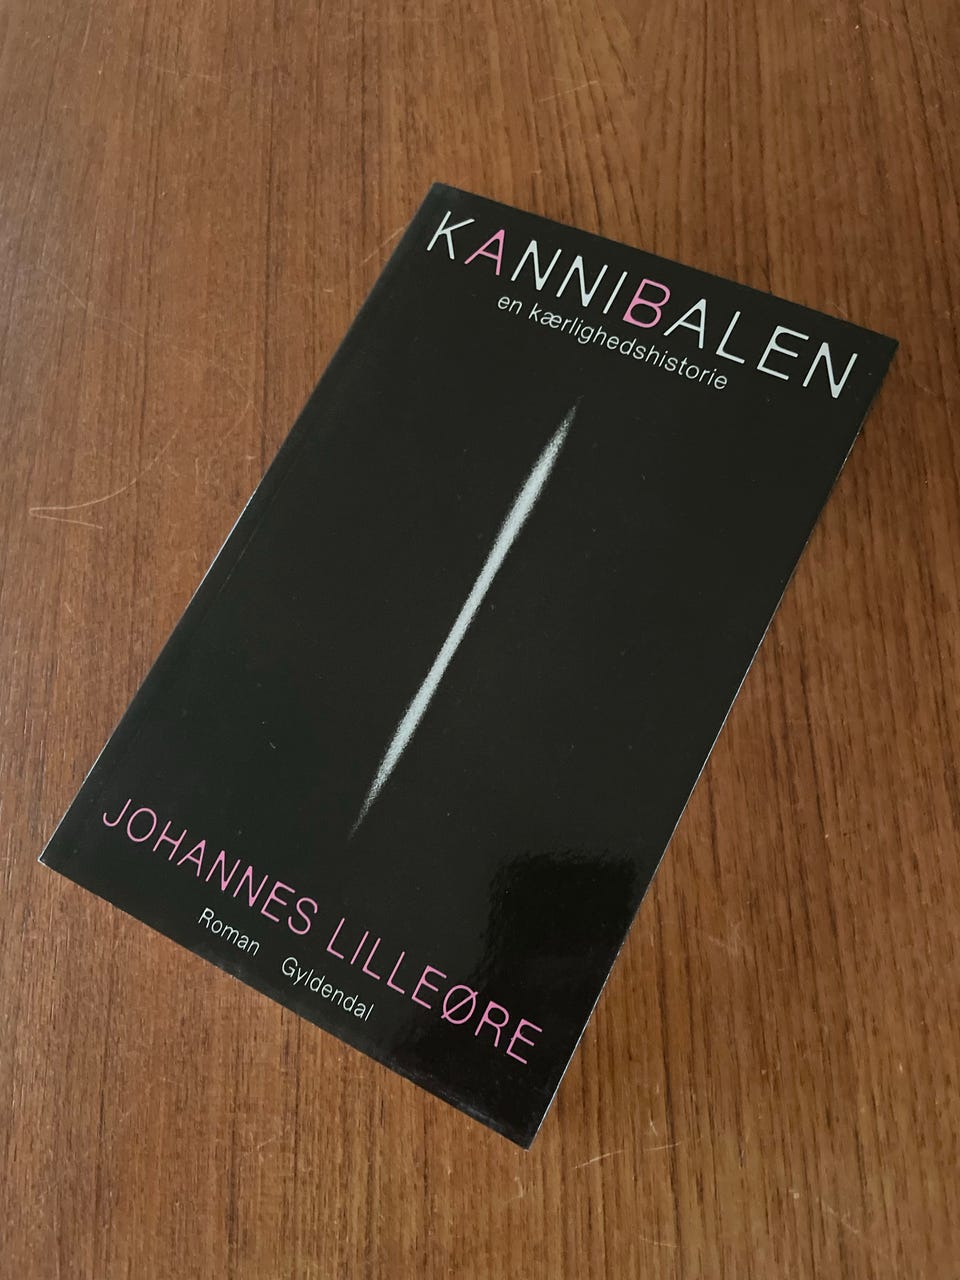 KANNIBALEN
en kærlighedshistorie
JOHANNES LILLEØRE
Roman Gyldendal